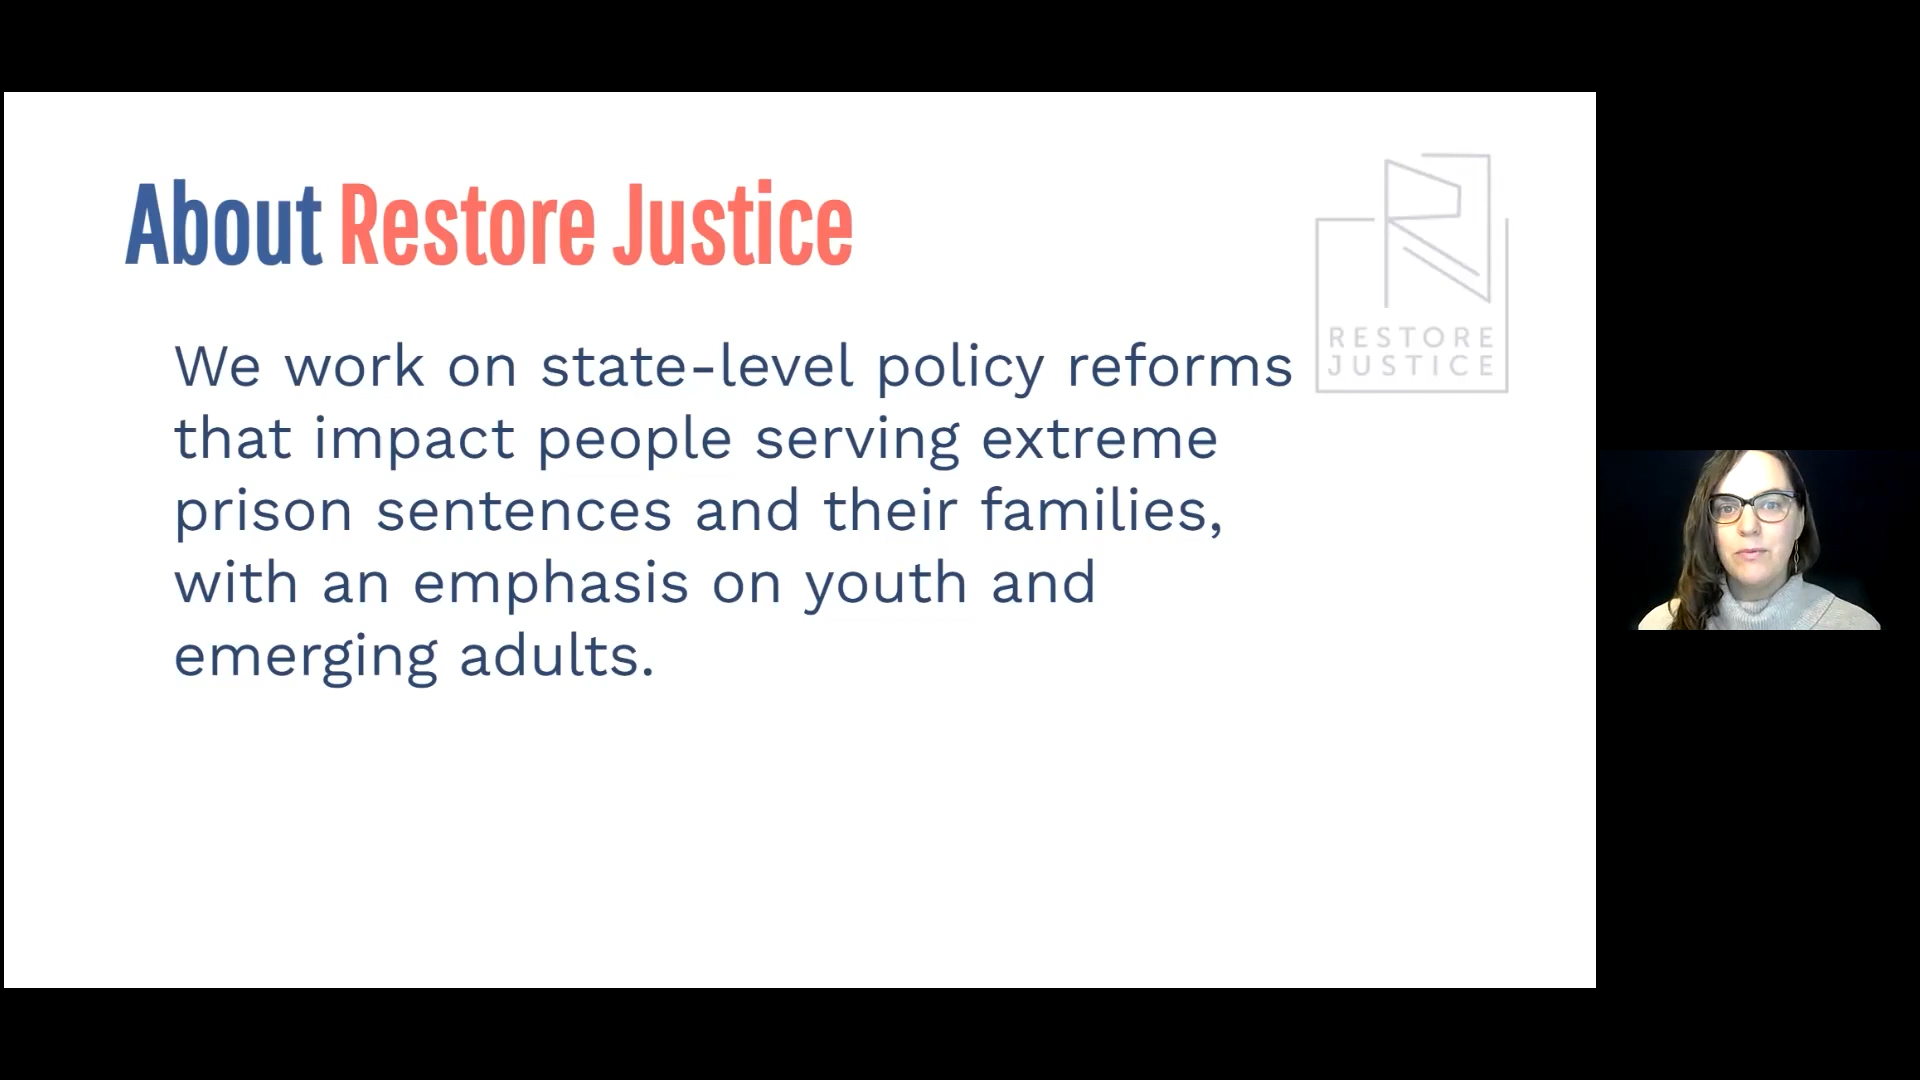 About Restore Justice
RESTORE
JUSTICE
We work on state-level policy reforms
that impact people serving extreme
prison sentences and their families,
with an emphasis on youth and
emerging adults.